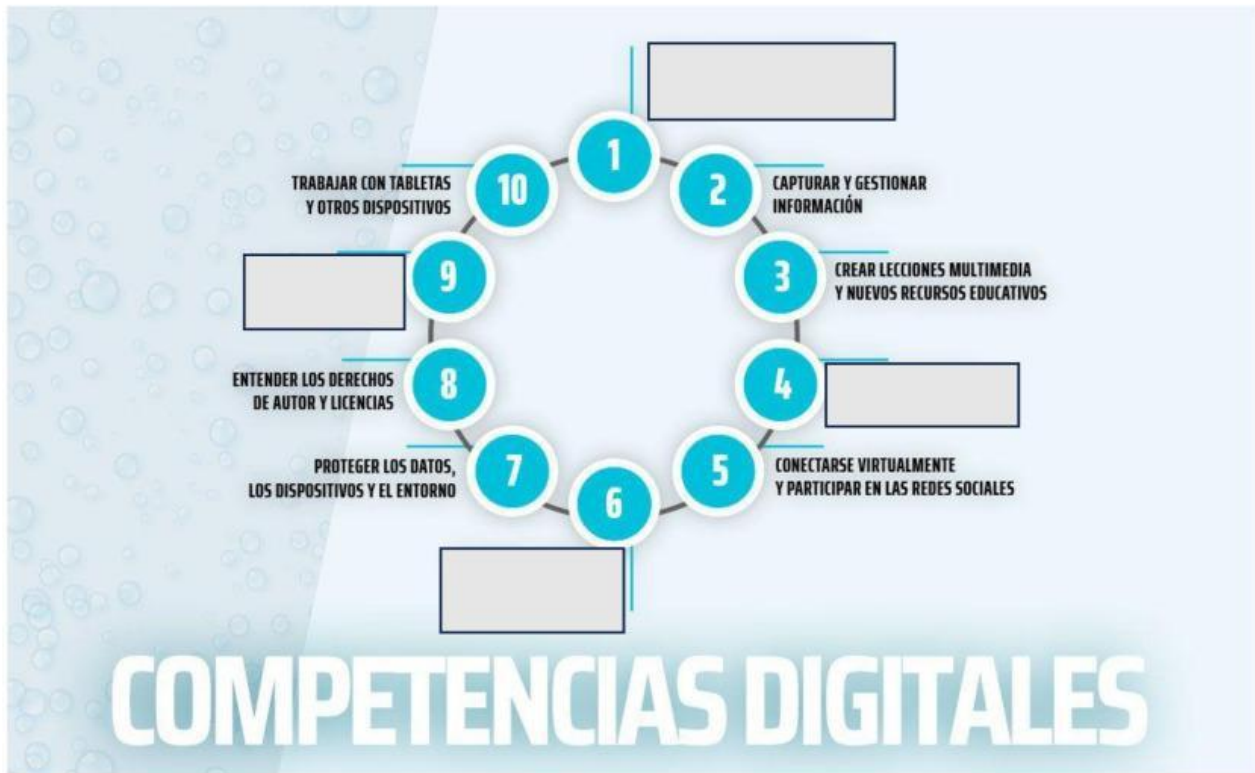 1
2
CAPTURAR Y GESTIONAR
INFORMACIÓN
3
CREAR LECCIONES MULTIMEDIA
Y NUEVOS RECURSOS EDUCATIVOS
4
5
CONECTARSE VIRTUALMENTE
Y PARTICIPAR EN LAS REDES SOCIALES
6
7
PROTEGER LOS DATOS,
LOS DISPOSITIVOS Y EL ENTORNO
8
ENTENDER LOS DERECHOS
DE AUTOR Y LICENCIAS
9
10
TRABAJAR CON TABLETAS
Y OTROS DISPOSITIVOS
COMPETENCIAS DIGITALES